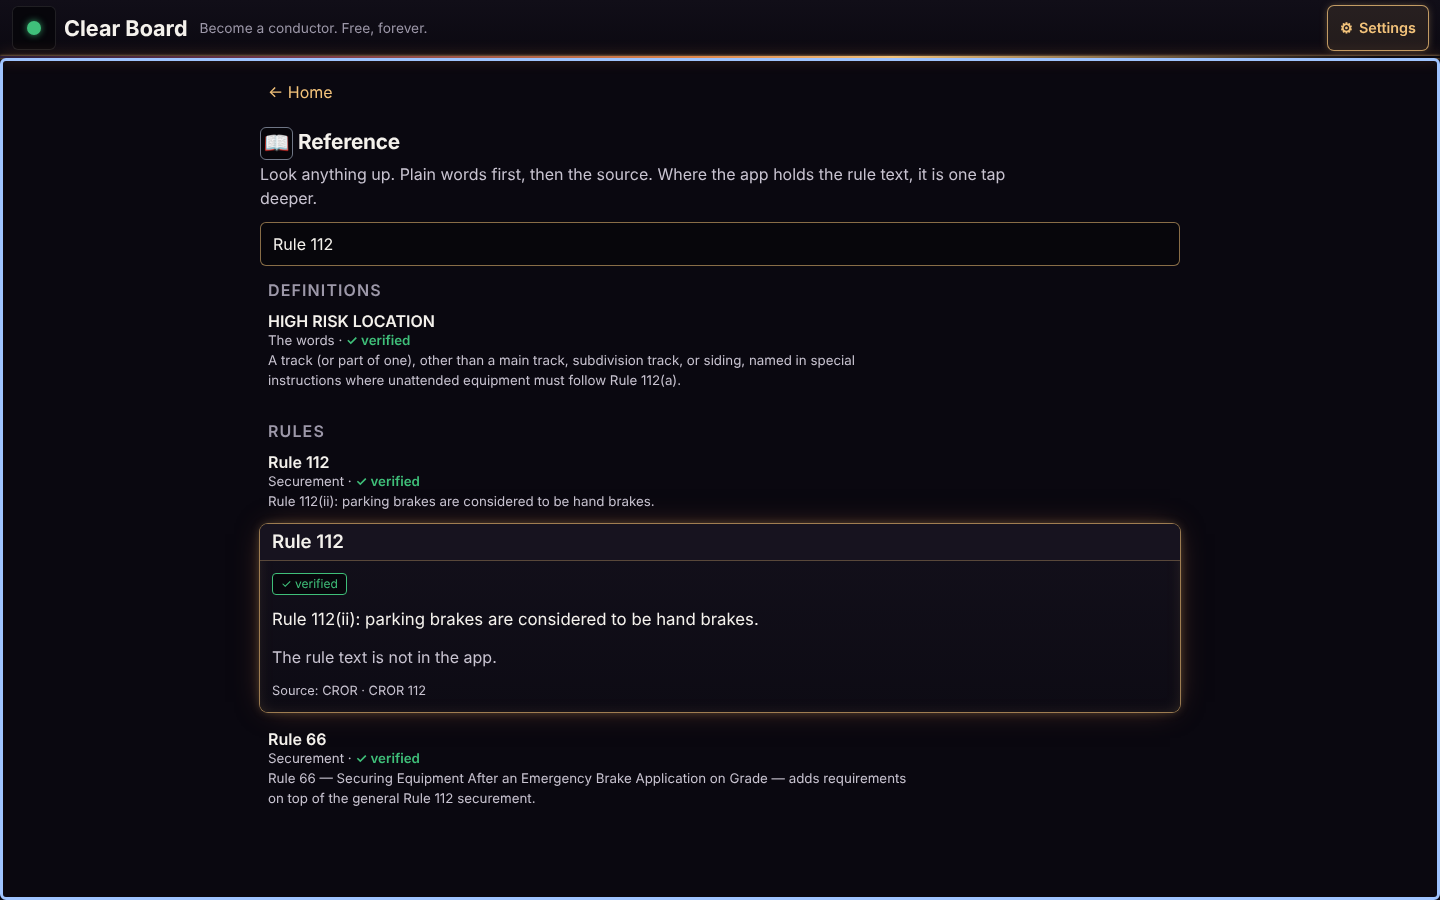 Clear Board
Become a conductor. Free, forever.
⚙ Settings
← Home
📖 Reference
Look anything up. Plain words first, then the source. Where the app holds the rule text, it is one tap
deeper.
Rule 112
DEFINITIONS
HIGH RISK LOCATION
The words · ✓ verified
A track (or part of one), other than a main track, subdivision track, or siding, named in special
instructions where unattended equipment must follow Rule 112(a).
RULES
Rule 112
Securement · ✓ verified
Rule 112(ii): parking brakes are considered to be hand brakes.
Rule 112
✓ verified
Rule 112(ii): parking brakes are considered to be hand brakes.
The rule text is not in the app.
Source: CROR · CROR 112
Rule 66
Securement · ✓ verified
Rule 66 — Securing Equipment After an Emergency Brake Application on Grade — adds requirements
on top of the general Rule 112 securement.